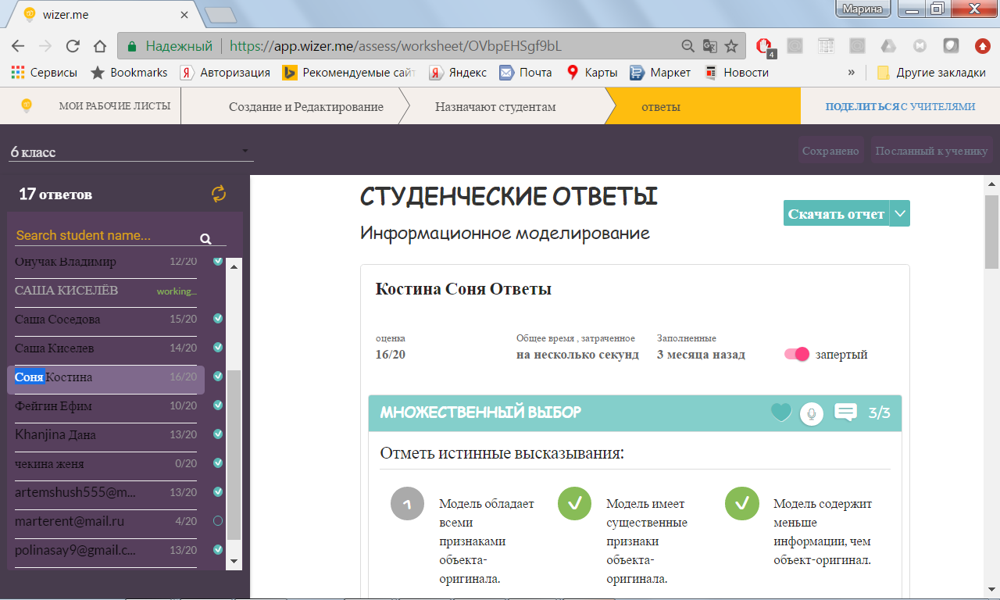 wizer.me
Марина
Надежный https://app.wizer.me/assess/worksheet/OVbpEHSgf9bL
4
Сервисы Bookmarks Авторизация Рекомендуемые сайт Яндекс Почта Карты Маркет Новости » Другие закладки
МОИ РАБОЧИЕ ЛИСТЫ Создание и Редактирование Назначают студентам ответы ПОДЕЛИТЬСЯ С УЧИТЕЛЯМИ
6 класс
Сохранено Посланный к ученику
17 ответов
Search student name...
Онучак Владимир 12/20
САША КИСЕЛЁВ working...
Саша Соседова 15/20
Саша Киселев 14/20
Соня Костина 16/20
Фейгин Ефим 10/20
Khanjina Дана 13/20
чекина женя 0/20
artemshush555@m... 13/20
marterent@mail.ru 4/20
polinasay9@gmail.c... 13/20
СТУДЕНЧЕСКИЕ ОТВЕТЫ
Скачать отчет
Информационное моделирование
Костина Соня Ответы
оценка Общее время , затраченное Заполненные
16/20 на несколько секунд 3 месяца назад запертый
МНОЖЕСТВЕННЫЙ ВЫБОР 3/3
Отметь истинные высказывания:
1
Модель обладает
всеми
признаками
объекта-
оригинала.
Модель имеет
существенные
признаки
объекта-
оригинала.
Модель содержит
меньше
информации, чем
объект-оригинал.